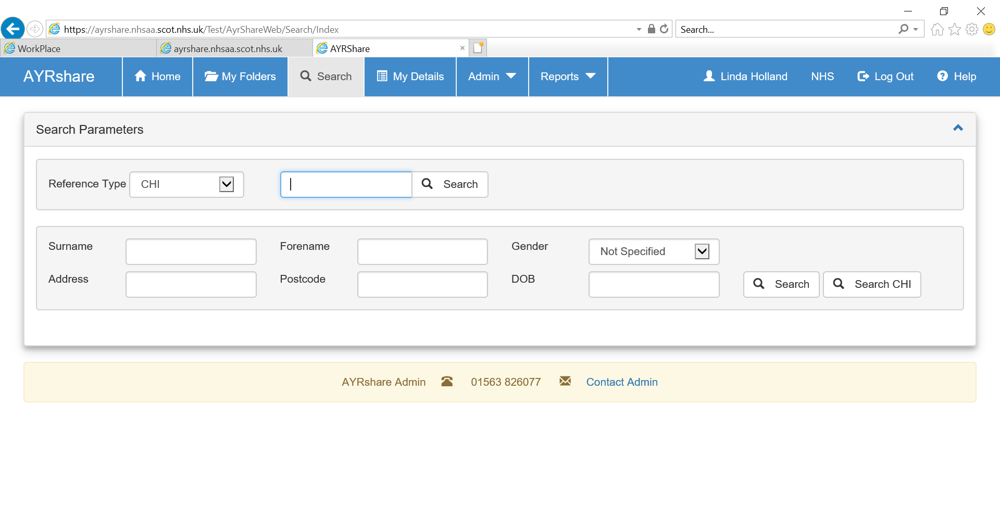 https://ayrshare.nhsaa.scot.nhs.uk/Test/AyrShareWeb/Search/Index
Search...
WorkPlace
ayrshare.nhsaa.scot.nhs.uk
AYRShare
AYRshare
Home
My Folders
Search
My Details
Admin
Reports
Linda Holland
NHS
Log Out
Help
Search Parameters
Reference Type
CHI
Search
Surname
Forename
Gender
Not Specified
Address
Postcode
DOB
Search
Search CHI
AYRshare Admin
01563 826077
Contact Admin